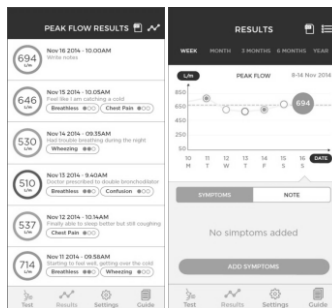 PEAK FLOW RESULTS
694
L/m
Nov 16 2014 - 10:00AM
Write notes
646
L/m
Nov 15 2014 - 10.05AM
Feel like I am catching a cold
Breathless
Chest Pain
530
L/m
Nov 14 2014 - 09.35AM
Had trouble breathing during the night
Wheezing
510
L/m
Nov 13 2014 - 9.40AM
Doctor prescribed to double bronchodilator
Breathless
Confusion
537
L/m
Nov 12 2014 - 10.14AM
Finally able to sleep better but still coughing
Chest Pain
714
L/m
Nov 11 2014 - 09.58AM
Starting to feel well, getting over the cold
Breathless
Wheezing
Test
Results
Settings
Guide
RESULTS
WEEK MONTH 3 MONTHS 6 MONTHS YEAR
L/m
PEAK FLOW
8-14 Nov 2014
850
650
450
250
50
694
10 11 12 13 14 15 16 DATE
M T W T F S S
SYMPTOMS
NOTE
No simptoms added
ADD SYMPTOMS
Test
Results
Settings
Guide